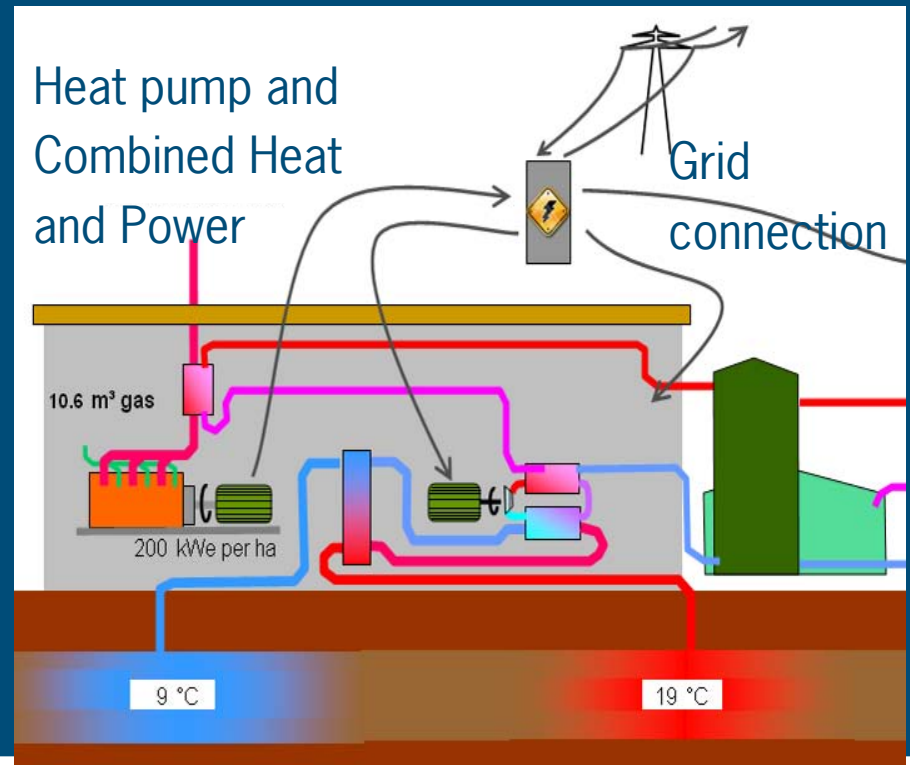 Heat pump and
Combined Heat
and Power
Grid
connection
10.6 m³ gas
200 kWe per ha
9 °C
19 °C